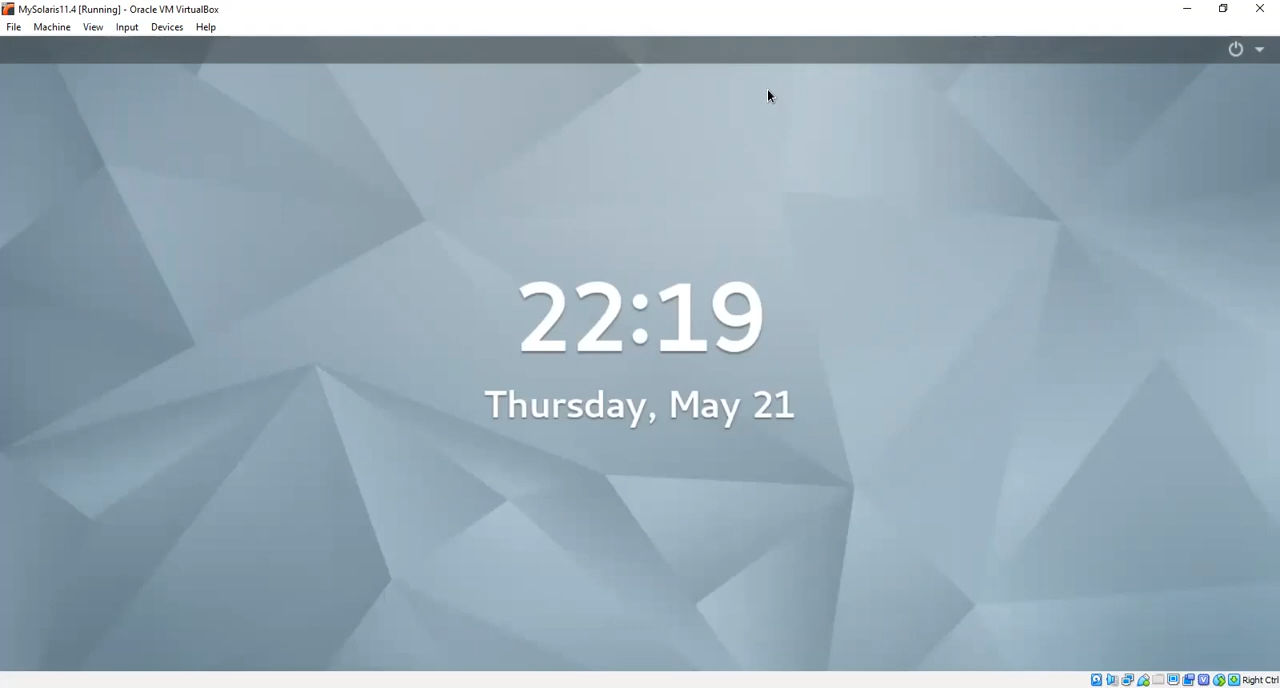 MySolaris11.4 [Running] - Oracle VM VirtualBox
File Machine View Input Devices Help
22:19
Thursday, May 21
Right Ctrl